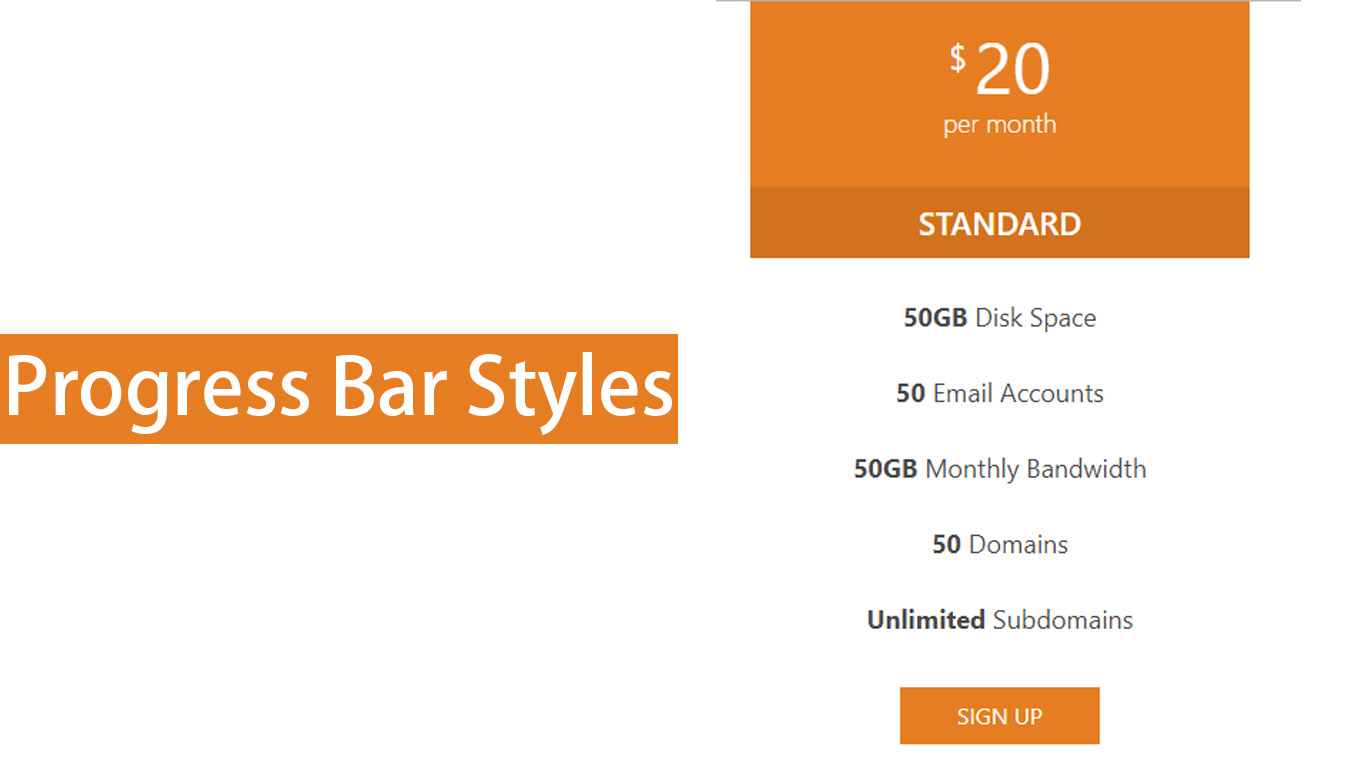 Progress Bar Styles
$ 20
per month
STANDARD
50GB Disk Space
50 Email Accounts
50GB Monthly Bandwidth
50 Domains
Unlimited Subdomains
SIGN UP